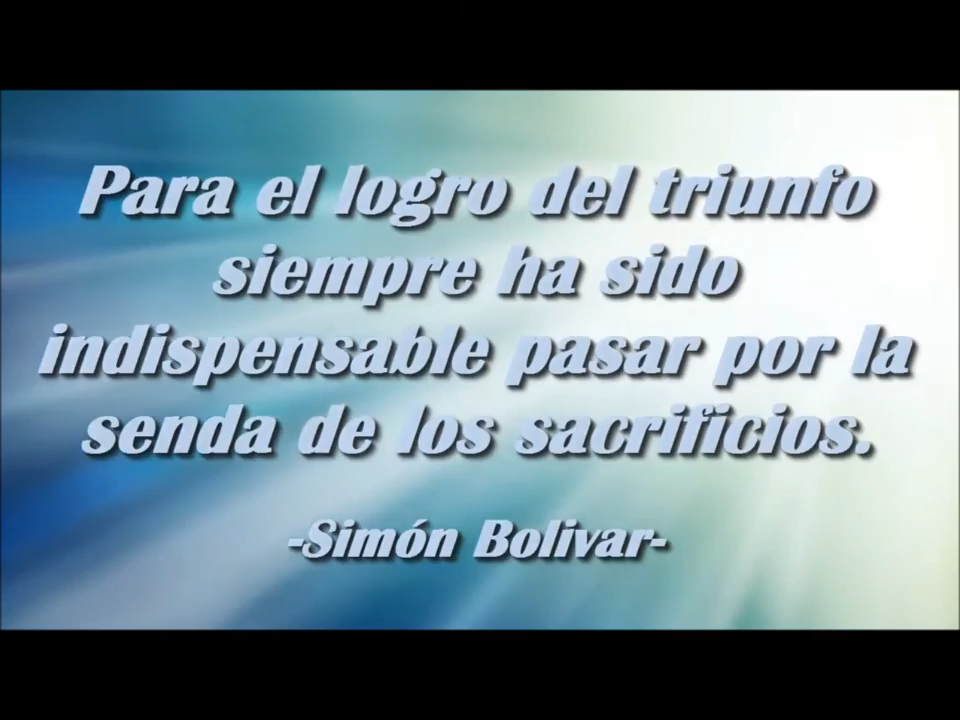 Para el logro del triunfo
siempre ha sido
indispensable pasar por la
senda de los sacrificios.
-Simón Bolivar-